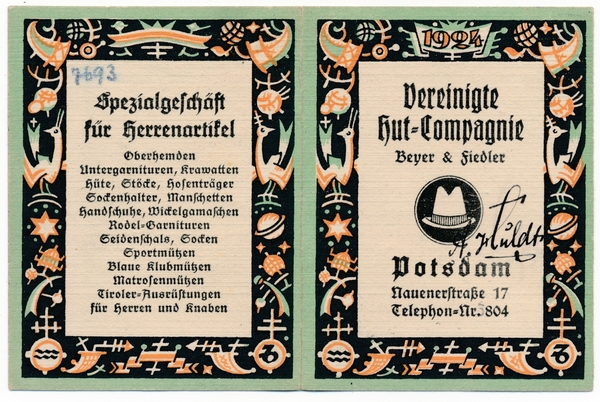 7693
Spezialgeschäft
für Herrenartikel
Oberhemden
Untergarnituren, Krawatten
Hüte, Stöcke, Hosenträger
Sockenhalter, Manschetten
Handschuhe, Wickelgamaschen
Rodel-Garnituren
Seidenschals, Socken
Sportmützen
Blaue Klubmützen
Matrosenmützen
Tiroler-Ausrüstungen
für Herren und Knaben
1924
Vereinigte
Hut-Compagnie
Beyer & Fiedler
Potsdam
Nauenerstraße 17
Telephon-Nr. 5804